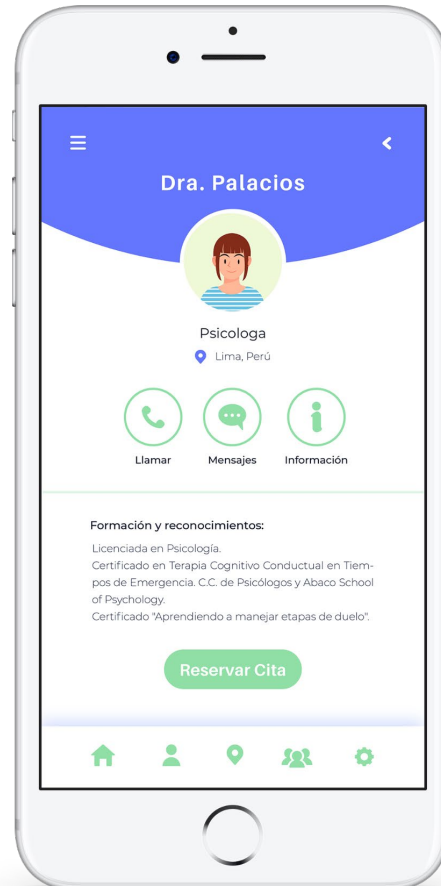 Dra. Palacios
Psicologa
Lima, Perú
Llamar Mensajes Información
Formación y reconocimientos:
Licenciada en Psicología.
Certificado en Terapia Cognitivo Conductual en Tiem-
pos de Emergencia. C.C. de Psicólogos y Abaco School
of Psychology.
Certificado "Aprendiendo a manejar etapas de duelo".
Reservar Cita